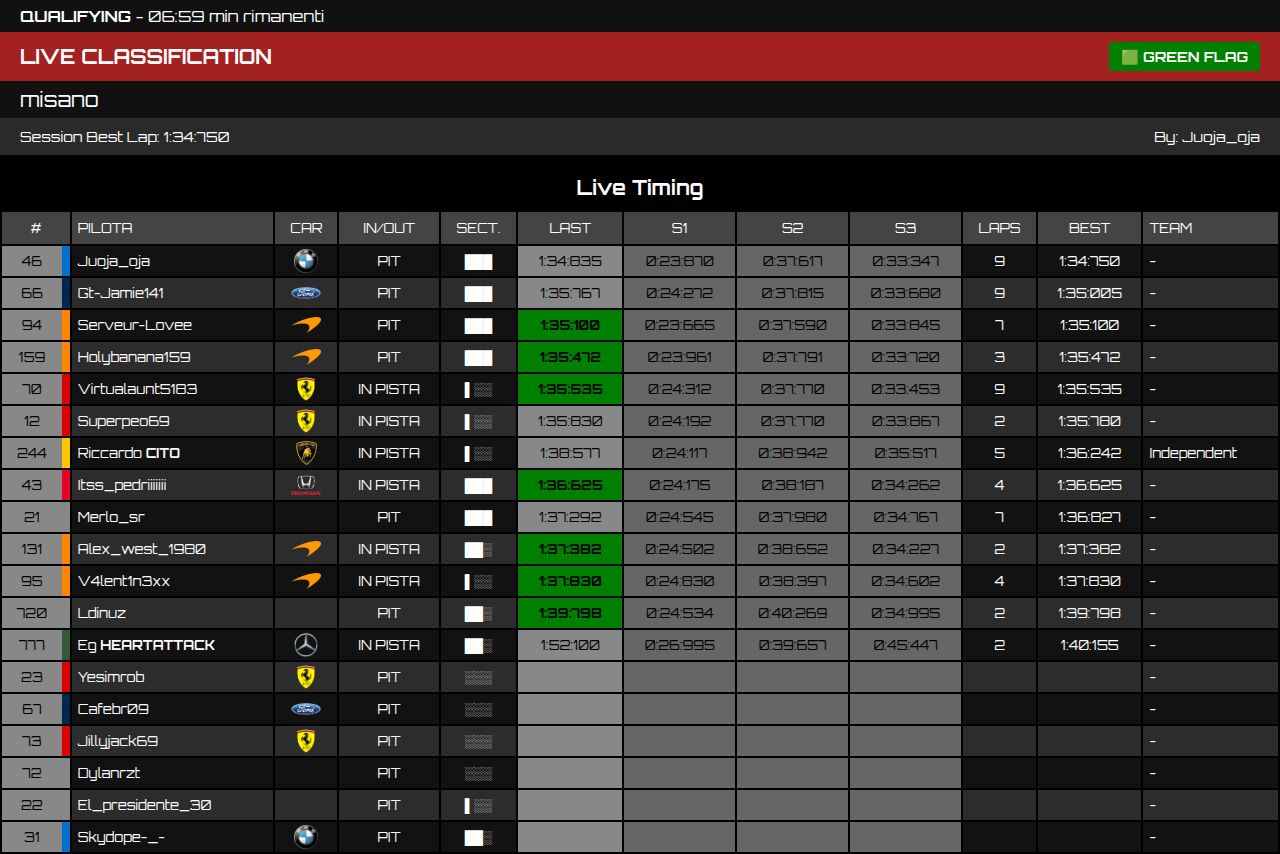 QUALIFYING - 06:59 min rimanenti
LIVE CLASSIFICATION
GREEN FLAG
misano
Session Best Lap: 1:34:750 By: Juoja_oja
Live Timing
# PILOTA CAR IN/OUT SECT. LAST S1 S2 S3 LAPS BEST TEAM
46 Juoja_oja PIT 1:34:835 0:23:870 0:37:617 0:33:347 9 1:34:750 -
66 Gt-Jamie141 Ford PIT 1:35:767 0:24:272 0:37:815 0:33:680 9 1:35:005 -
94 Serveur-Lovee PIT 1:35:100 0:23:665 0:37:590 0:33:845 7 1:35:100 -
159 Holybanana159 PIT 1:35:472 0:23:961 0:37:791 0:33:720 3 1:35:472 -
70 Virtualaunt5183 IN PISTA 1:35:535 0:24:312 0:37:770 0:33:453 9 1:35:535 -
12 Superpeo69 IN PISTA 1:35:830 0:24:192 0:37:770 0:33:867 2 1:35:780 -
244 Riccardo CITO IN PISTA 1:38:577 0:24:117 0:38:942 0:35:517 5 1:36:242 Independent
43 Itss_pedriiiiiii HONDA IN PISTA 1:36:625 0:24:175 0:38:187 0:34:262 4 1:36:625 -
21 Merlo_sr PIT 1:37:292 0:24:545 0:37:980 0:34:767 7 1:36:827 -
131 Alex_west_1980 IN PISTA 1:37:382 0:24:502 0:38:652 0:34:227 2 1:37:382 -
95 V4lent1n3xx IN PISTA 1:37:830 0:24:830 0:38:397 0:34:602 4 1:37:830 -
720 Ldinuz PIT 1:39:798 0:24:534 0:40:269 0:34:995 2 1:39:798 -
777 Eg HEARTATTACK IN PISTA 1:52:100 0:26:995 0:39:657 0:45:447 2 1:40:155 -
23 Yesimrob PIT -
67 Cafebr09 Ford PIT -
73 Jillyjack69 PIT -
72 Dylanrzt PIT -
22 El_presidente_30 PIT -
31 Skydope-_- PIT -